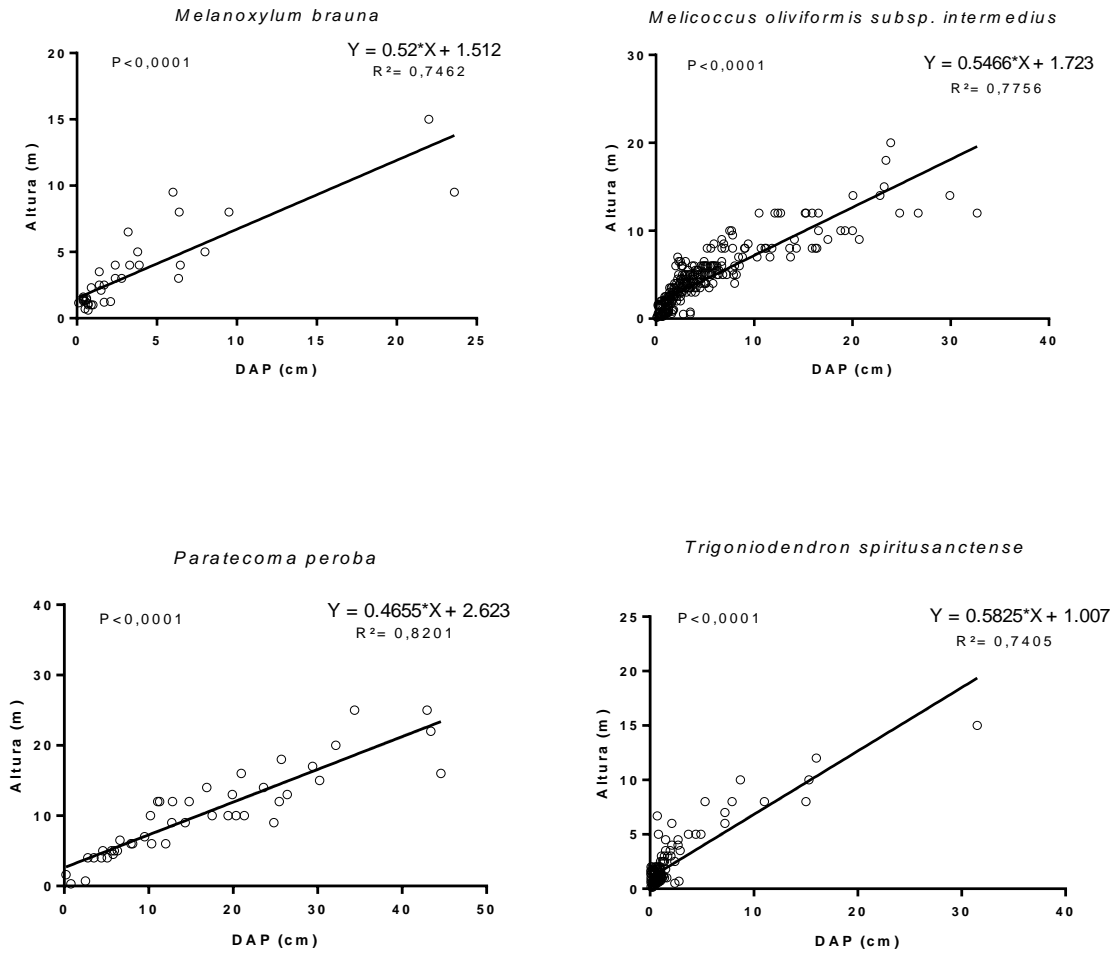 Melanoxylum brauna
P<0,0001
Y = 0.52*X + 1.512
R²= 0,7462
Altura (m)
20
15
10
5
0
0 5 10 15 20 25
DAP (cm)
Melicoccus oliviformis subsp. intermedius
P<0,0001
Y = 0.5466*X + 1.723
R²= 0,7756
Altura (m)
30
20
10
0
0 10 20 30 40
DAP (cm)
Paratecoma peroba
P<0,0001
Y = 0.4655*X + 2.623
R²= 0,8201
Altura (m)
40
30
20
10
0
0 10 20 30 40 50
DAP (cm)
Trigoniodendron spiritusanctense
P<0,0001
Y = 0.5825*X + 1.007
R²= 0,7405
Altura (m)
25
20
15
10
5
0
0 10 20 30 40
DAP (cm)